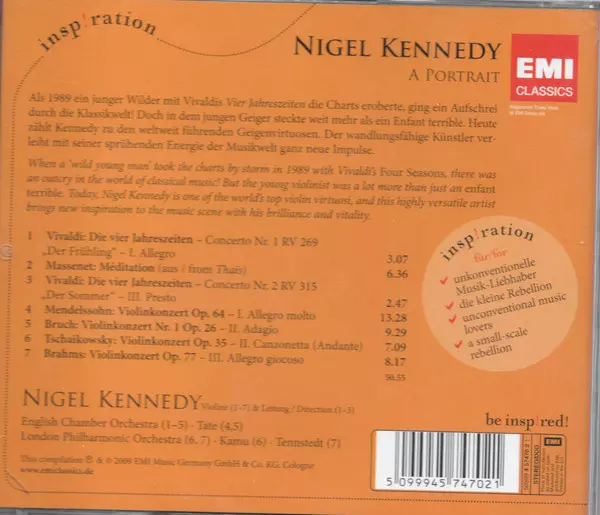 insp!ration
NIGEL KENNEDY
A PORTRAIT
EMI
CLASSICS
Als 1989 ein junger Wilder mit Vivaldis Vier Jahreszeiten die Charts eroberte, ging ein Aufschrei
durch die Klassikwelt! Doch in dem jungen Geiger steckte weit mehr als ein Enfant terrible. Heute
zählt Kennedy zu den weltweit führenden Geigenvirtuosen. Der wandlungsfähige Künstler ver-
leiht mit seiner sprühenden Energie der Musikwelt ganz neue Impulse.
When a 'wild young man' took the charts by storm in 1989 with Vivaldi's Four Seasons, there was
an outcry in the world of classical music! But the young violinist was a lot more than just an enfant
terrible. Today, Nigel Kennedy is one of the world's top violin virtuosi, and this highly versatile artist
brings new inspiration to the music scene with his brilliance and vitality.
1 Vivaldi: Die vier Jahreszeiten – Concerto Nr. 1 RV 269
„Der Frühling" – I. Allegro 3.07
2 Massenet: Méditation (aus / from Thaïs) 6.36
3 Vivaldi: Die vier Jahreszeiten – Concerto Nr. 2 RV 315
„Der Sommer" – III. Presto 2.47
4 Mendelssohn: Violinkonzert Op. 64 – I. Allegro molto 13.28
5 Bruch: Violinkonzert Nr. 1 Op. 26 – II. Adagio 9.29
6 Tschaikowsky: Violinkonzert Op. 35 – II. Canzonetta (Andante) 7.09
7 Brahms: Violinkonzert Op. 77 – III. Allegro giocoso 8.17
50.55
insp!ration
für/for
unkonventionelle
Musik-Liebhaber
die kleine Rebellion
unconventional music
lovers
a small-scale
rebellion
NIGEL KENNEDY Violine (1-7) & Leitung / Direction (1-3)
English Chamber Orchestra (1–5) · Tate (4,5)
London Philharmonic Orchestra (6, 7) · Kamu (6) · Tennstedt (7)
This compilation ℗ & © 2009 EMI Music Germany GmbH & Co. KG, Cologne
www.emiclassics.de
be insp!red!
5 099945 747021
EMI
STEREO/DDD